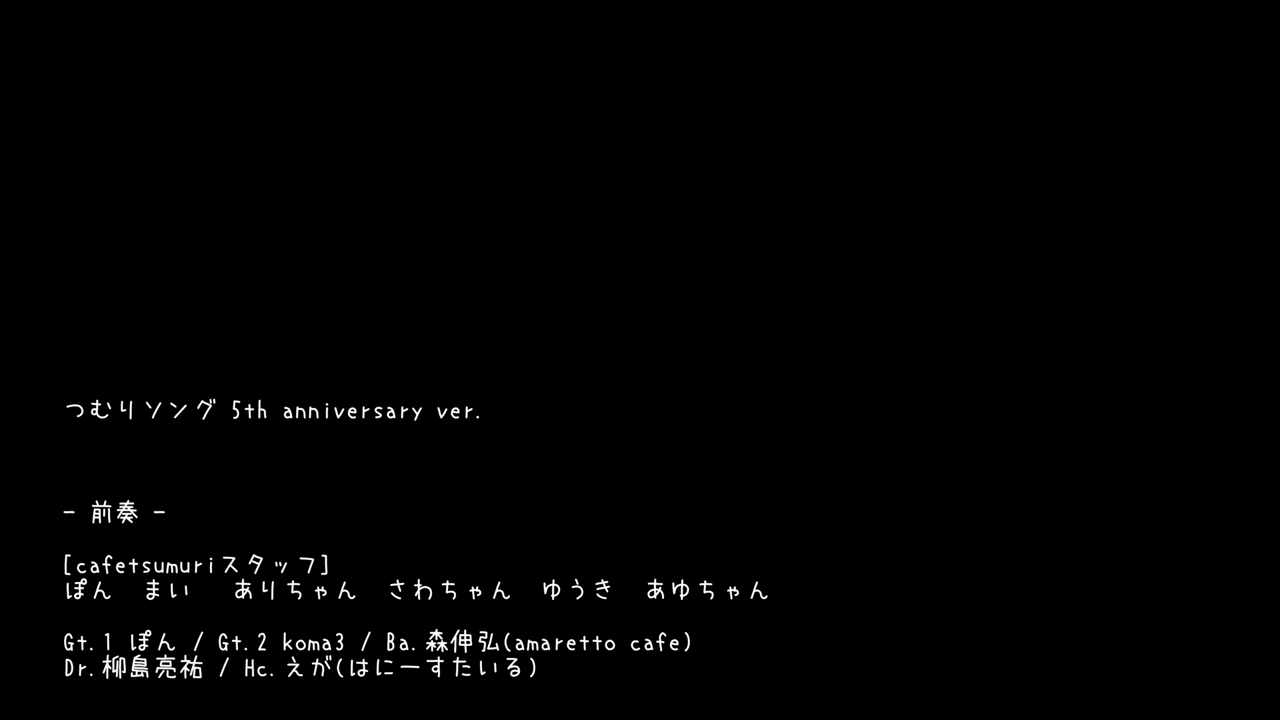 つむりソング 5th anniversary ver.
- 前奏 -
[cafetsumuriスタッフ]
ぽん　まい　ありちゃん　さわちゃん　ゆうき　あゆちゃん
Gt.1 ぽん / Gt.2 koma3 / Ba.森伸弘(amaretto cafe)
Dr.柳島亮祐 / Hc.えが(はにーすたいる)